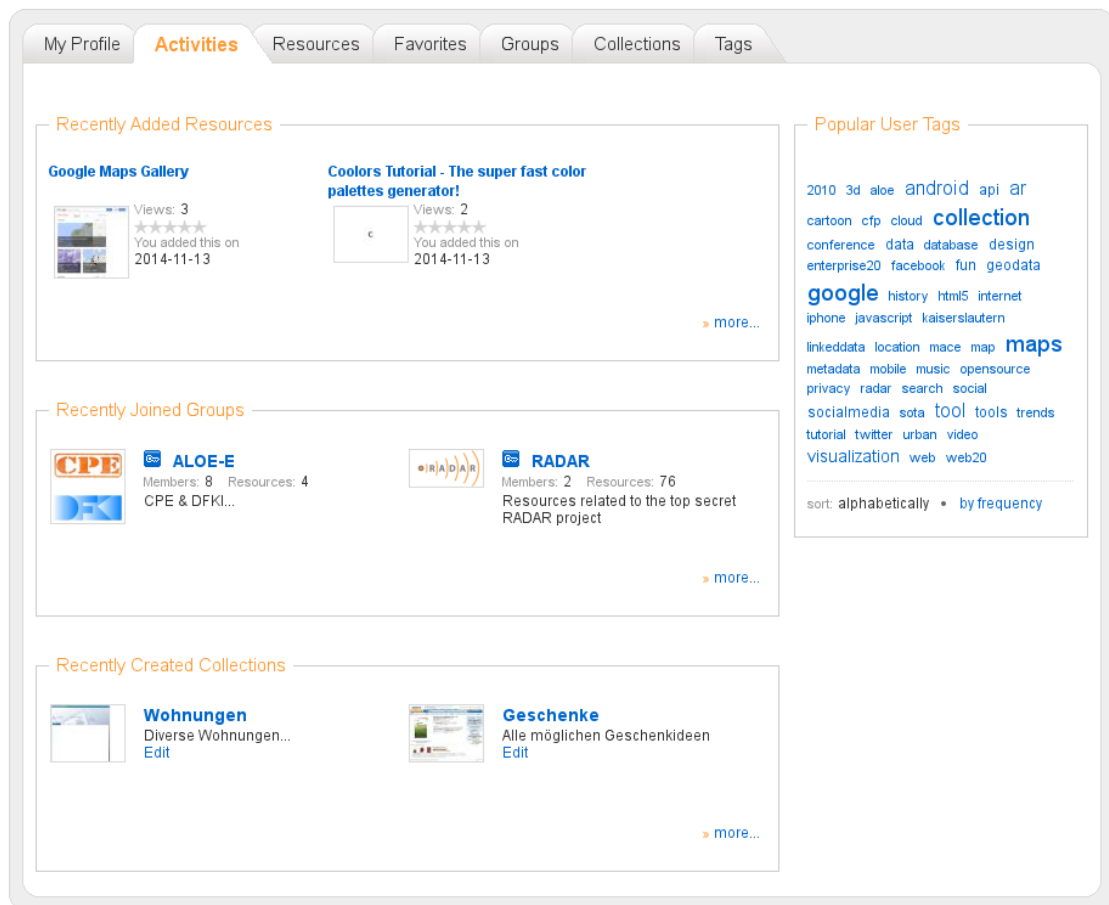 My Profile Activities Resources Favorites Groups Collections Tags
Recently Added Resources
Google Maps Gallery
Views: 3
You added this on
2014-11-13
Coolors Tutorial - The super fast color
palettes generator!
c
Views: 2
You added this on
2014-11-13
» more...
Recently Joined Groups
CPE
DFKI
ALOE-E
Members: 8 Resources: 4
CPE & DFKI...
RADAR
RADAR
Members: 2 Resources: 76
Resources related to the top secret
RADAR project
» more...
Recently Created Collections
Wohnungen
Diverse Wohnungen...
Edit
Geschenke
Alle möglichen Geschenkideen
Edit
» more...
Popular User Tags
2010 3d aloe android api ar
cartoon cfp cloud collection
conference data database design
enterprise20 facebook fun geodata
google history html5 internet
iphone javascript kaiserslautern
linkeddata location mace map maps
metadata mobile music opensource
privacy radar search social
socialmedia sota tool tools trends
tutorial twitter urban video
visualization web web20
sort: alphabetically • by frequency